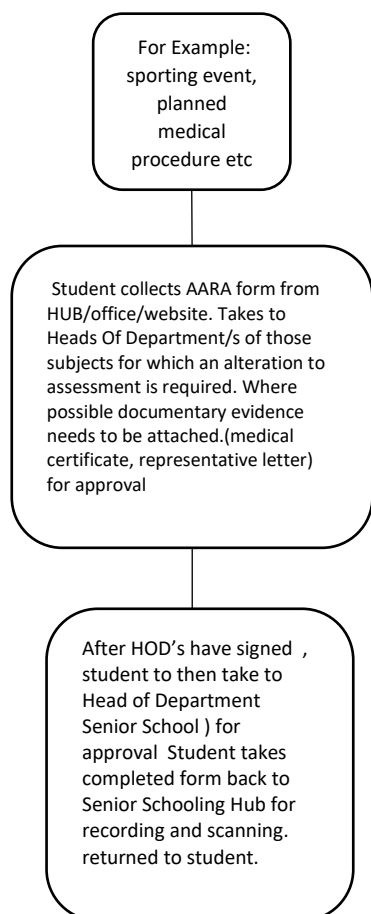 For Example:
sporting event,
planned
medical
procedure etc
Student collects AARA form from
HUB/office/website. Takes to
Heads Of Department/s of those
subjects for which an alteration to
assessment is required. Where
possible documentary evidence
needs to be attached.(medical
certificate, representative letter)
for approval
After HOD’s have signed  ,
student to then take to
Head of Department
Senior School ) for
approval  Student takes
completed form back to
Senior Schooling Hub for
recording and scanning.
returned to student.